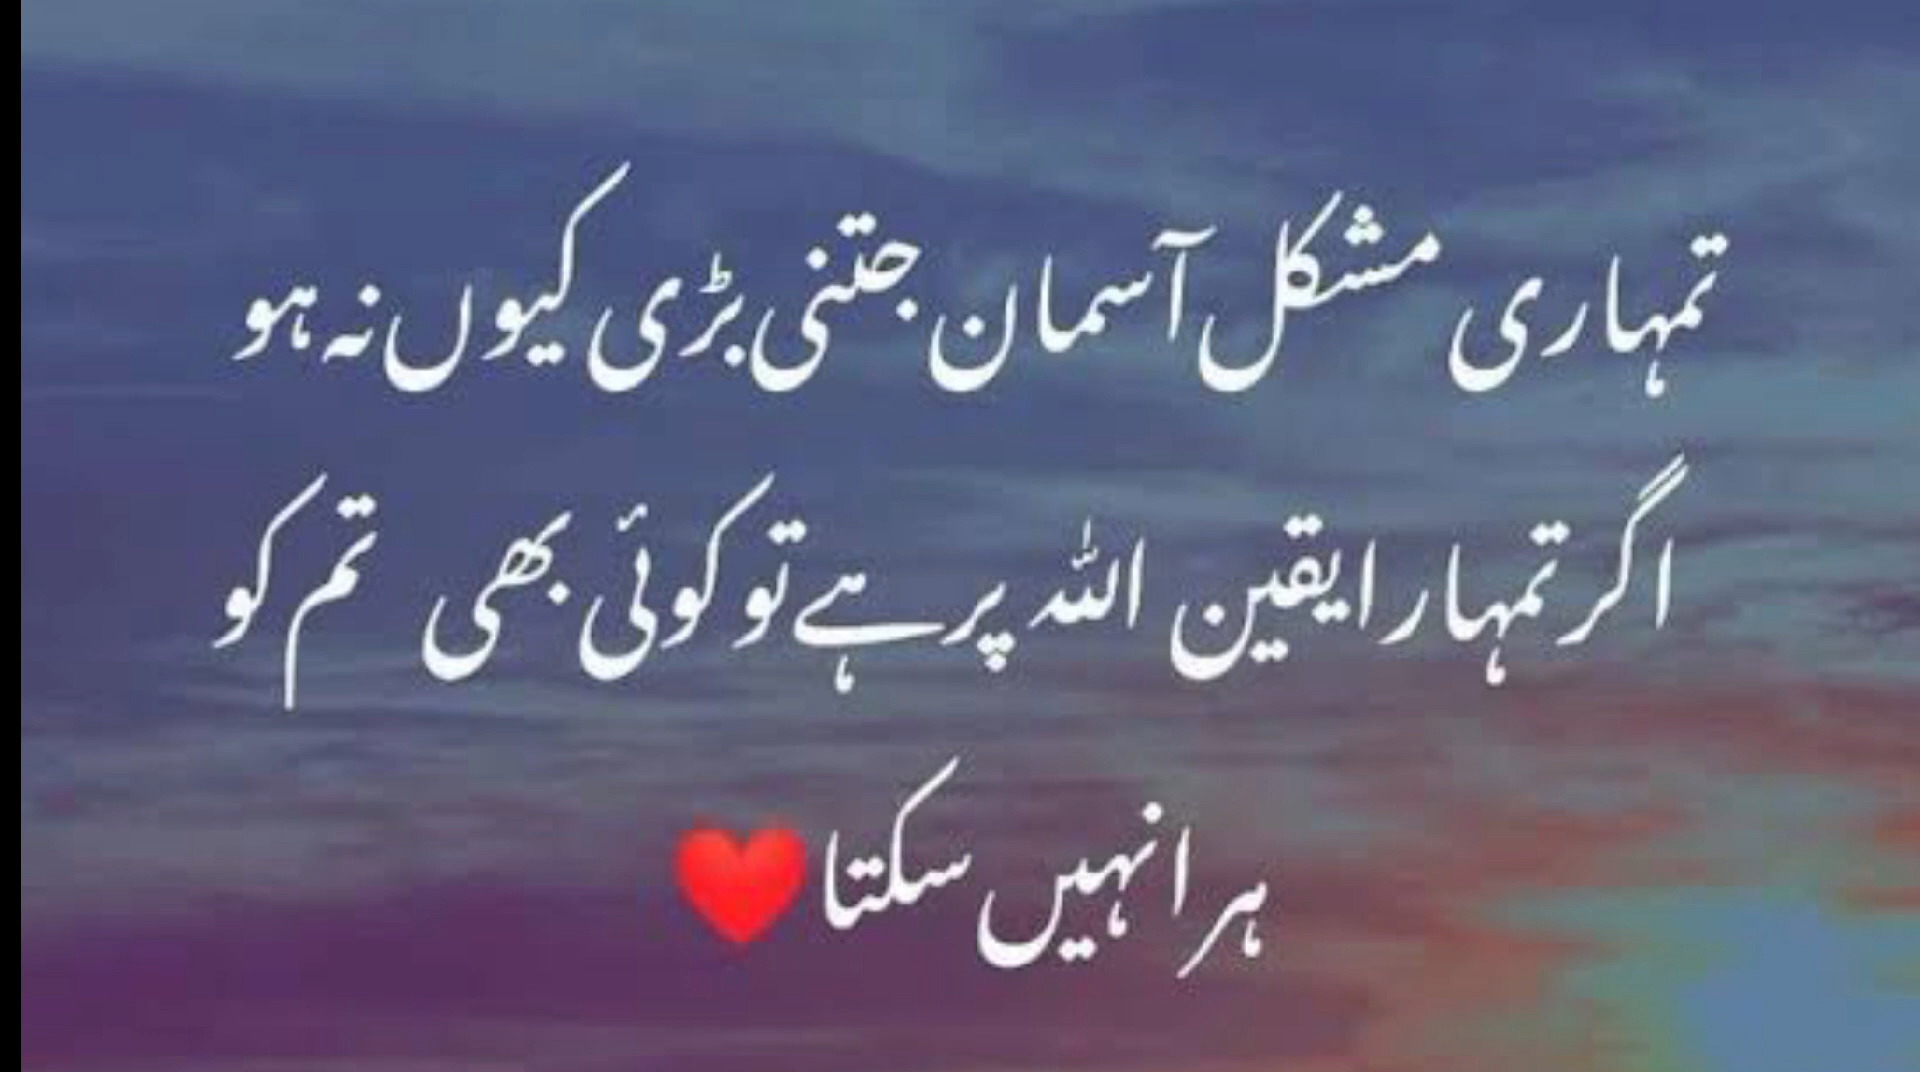 تمہاری مشکل آسمان جتنی بڑی کیوں نہ ہو
اگر تمہارا یقین اللہ پر ہے تو کوئی بھی تم کو
ہرا نہیں سکتا❤️